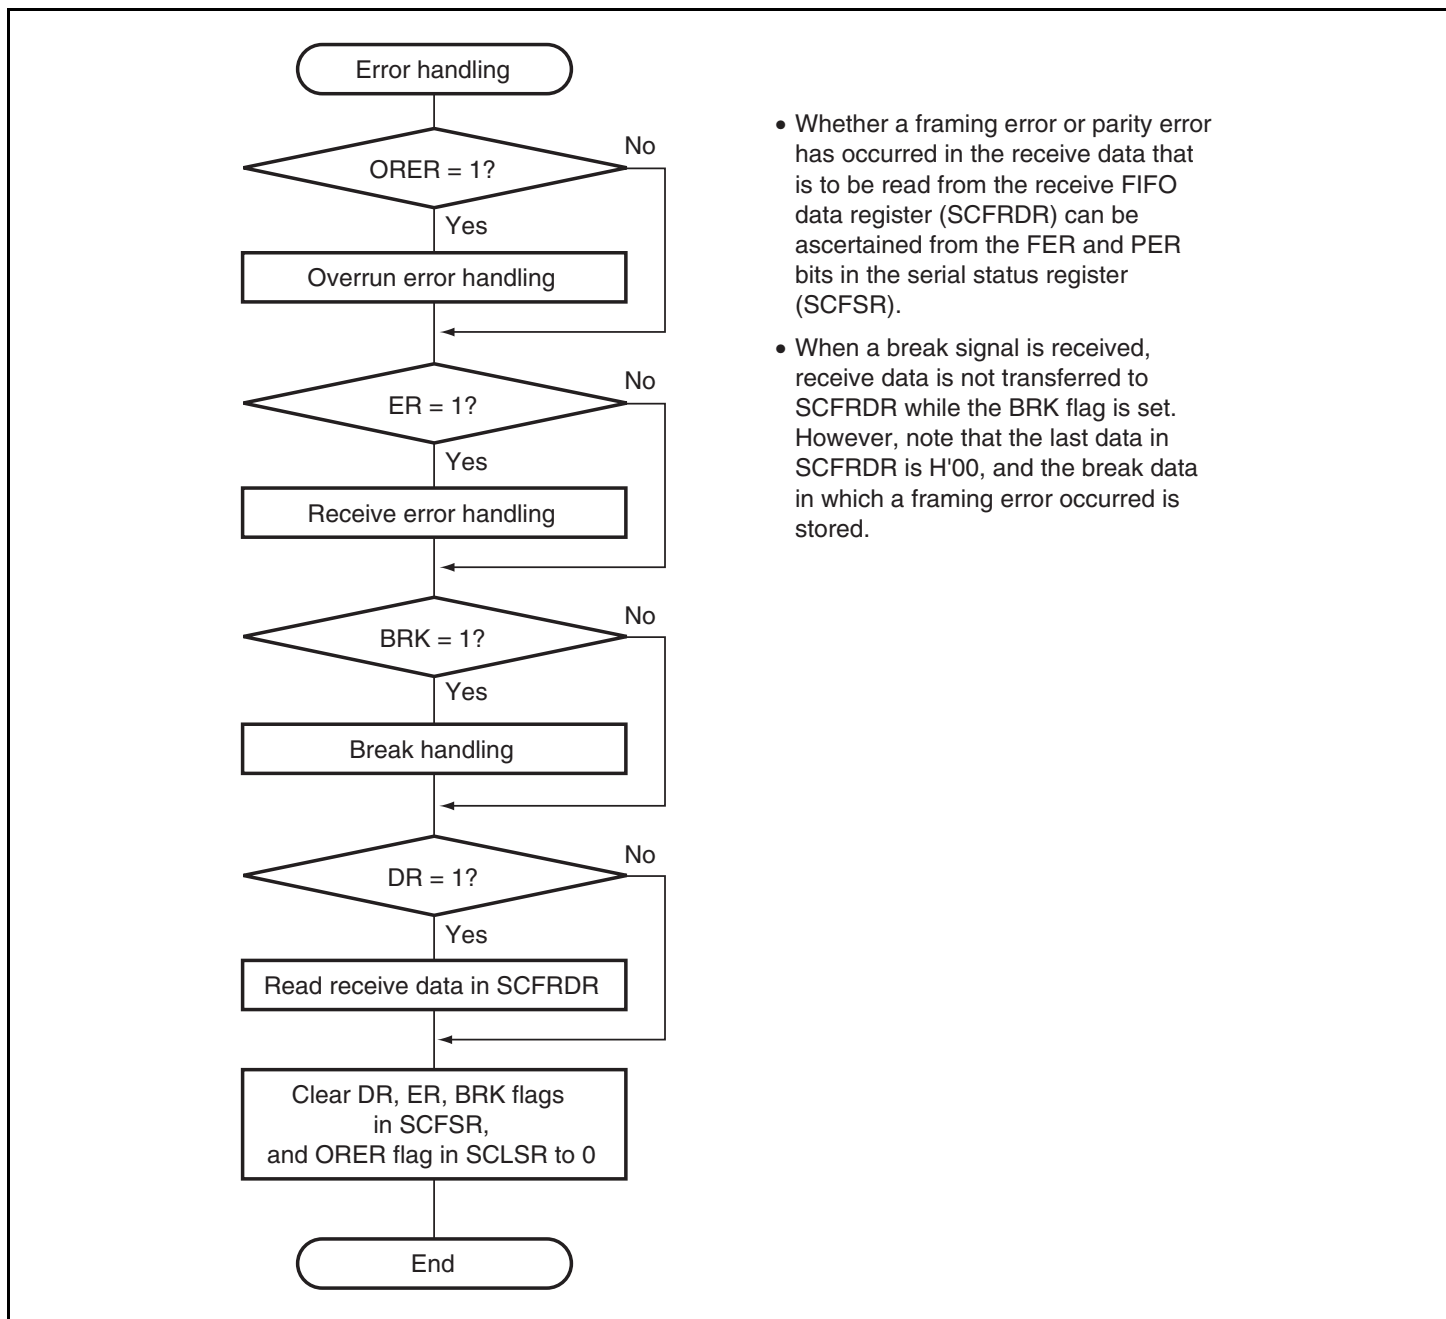 Error handling
No
ORER = 1?
Yes
Overrun error handling
No
ER = 1?
Yes
Receive error handling
No
BRK = 1?
Yes
Break handling
No
DR = 1?
Yes
Read receive data in SCFRDR
Clear DR, ER, BRK flags
in SCFSR,
and ORER flag in SCLSR to 0
End
• Whether a framing error or parity error
has occurred in the receive data that
is to be read from the receive FIFO
data register (SCFRDR) can be
ascertained from the FER and PER
bits in the serial status register
(SCFSR).
• When a break signal is received,
receive data is not transferred to
SCFRDR while the BRK flag is set.
However, note that the last data in
SCFRDR is H'00, and the break data
in which a framing error occurred is
stored.